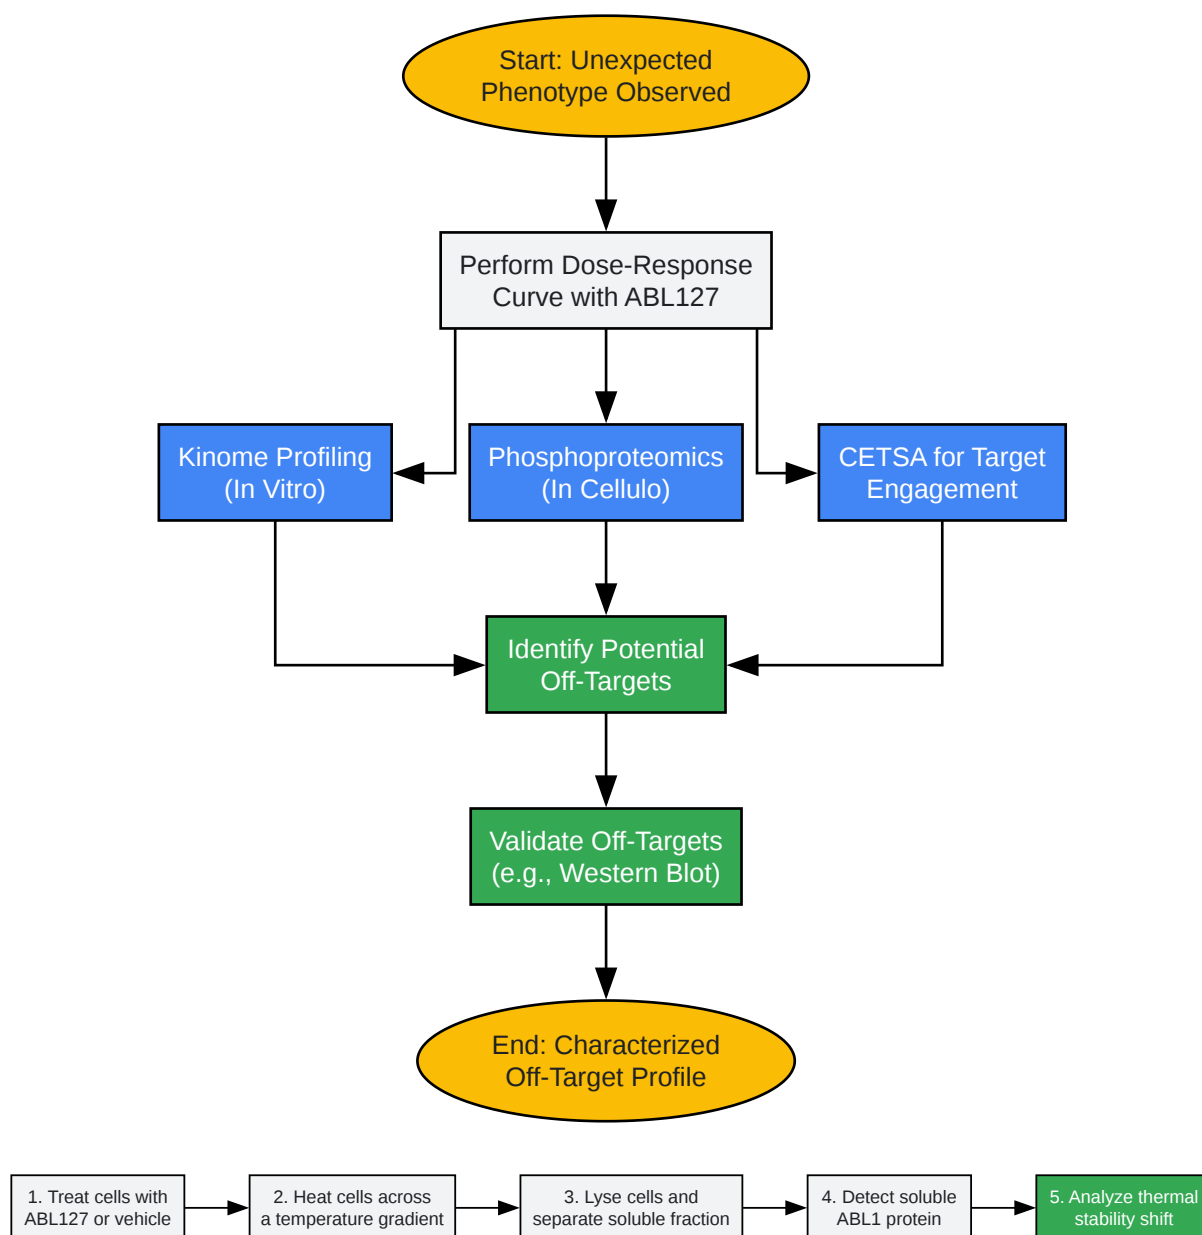 Start: Unexpected
Phenotype Observed
Perform Dose-Response
Curve with ABL127
Kinome Profiling
(In Vitro)
Phosphoproteomics
(In Cellulo)
CETSA for Target
Engagement
Identify Potential
Off-Targets
Validate Off-Targets
(e.g., Western Blot)
End: Characterized
Off-Target Profile
1. Treat cells with
ABL127 or vehicle
2. Heat cells across
a temperature gradient
3. Lyse cells and
separate soluble fraction
4. Detect soluble
ABL1 protein
5. Analyze thermal
stability shift